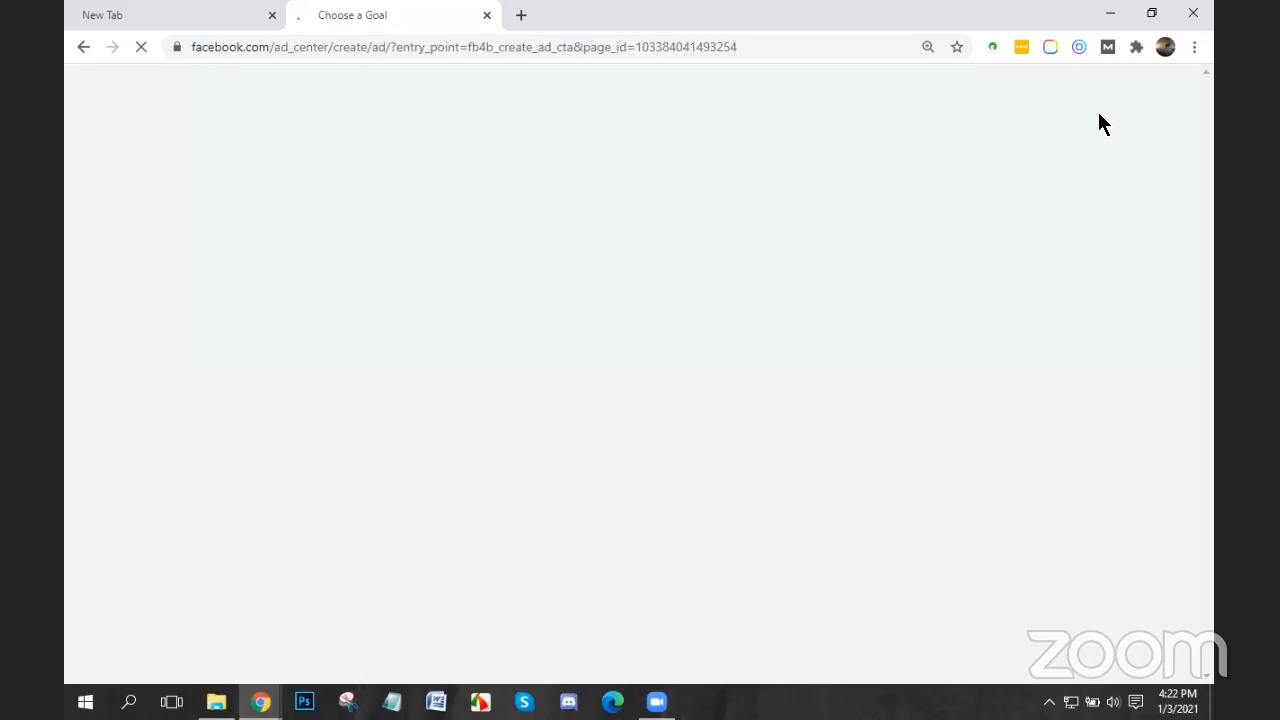 New Tab
Choose a Goal
facebook.com/ad_center/create/ad/?entry_point=fb4b_create_ad_cta&page_id=103384041493254
M
zoom
Ps
W
S
4:22 PM
1/3/2021